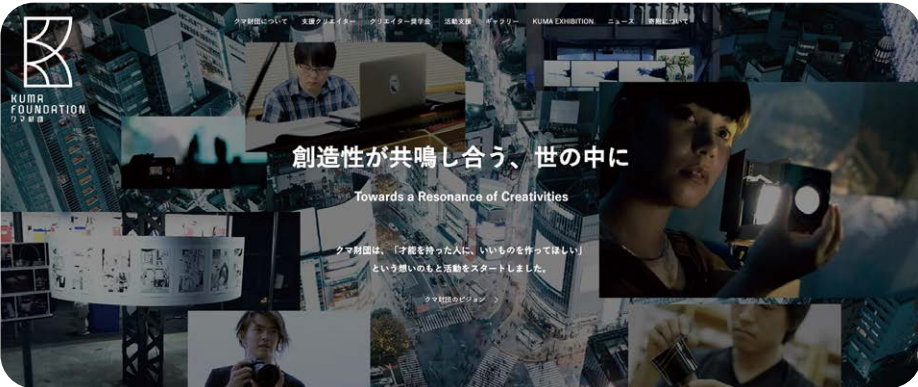 クマ財団について 支援クリエイター クリエイター奨学金 活動支援 ギャラリー KUMA EXHIBITION ニュース 寄附について
KUMA
FOUNDATION
クマ財団
創造性が共鳴し合う、世の中に
Towards a Resonance of Creativities
クマ財団は、「才能を持った人に、いいものを作ってほしい」
という想いのもと活動をスタートしました。
クマ財団のビジョン